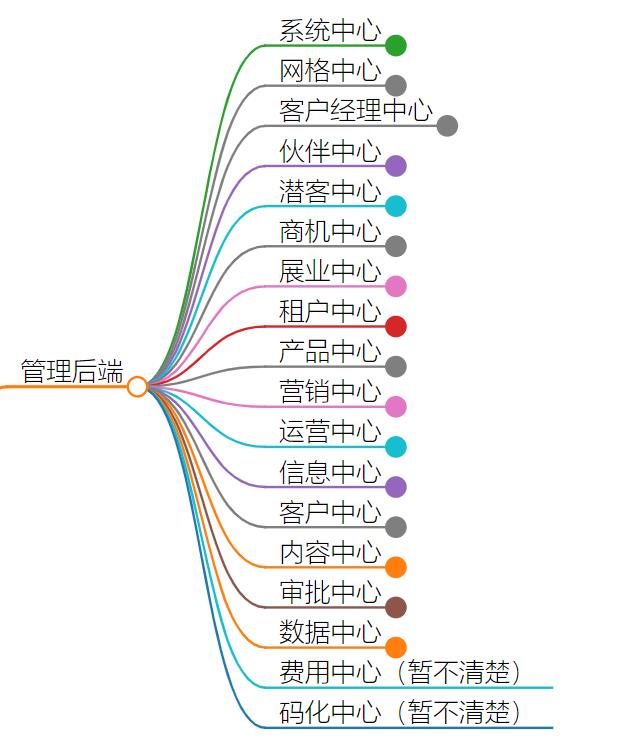 系统中心
网格中心
客户经理中心
伙伴中心
潜客中心
商机中心
展业中心
租户中心
产品中心
管理后端
营销中心
运营中心
信息中心
客户中心
内容中心
审批中心
数据中心
费用中心（暂不清楚）
码化中心（暂不清楚）